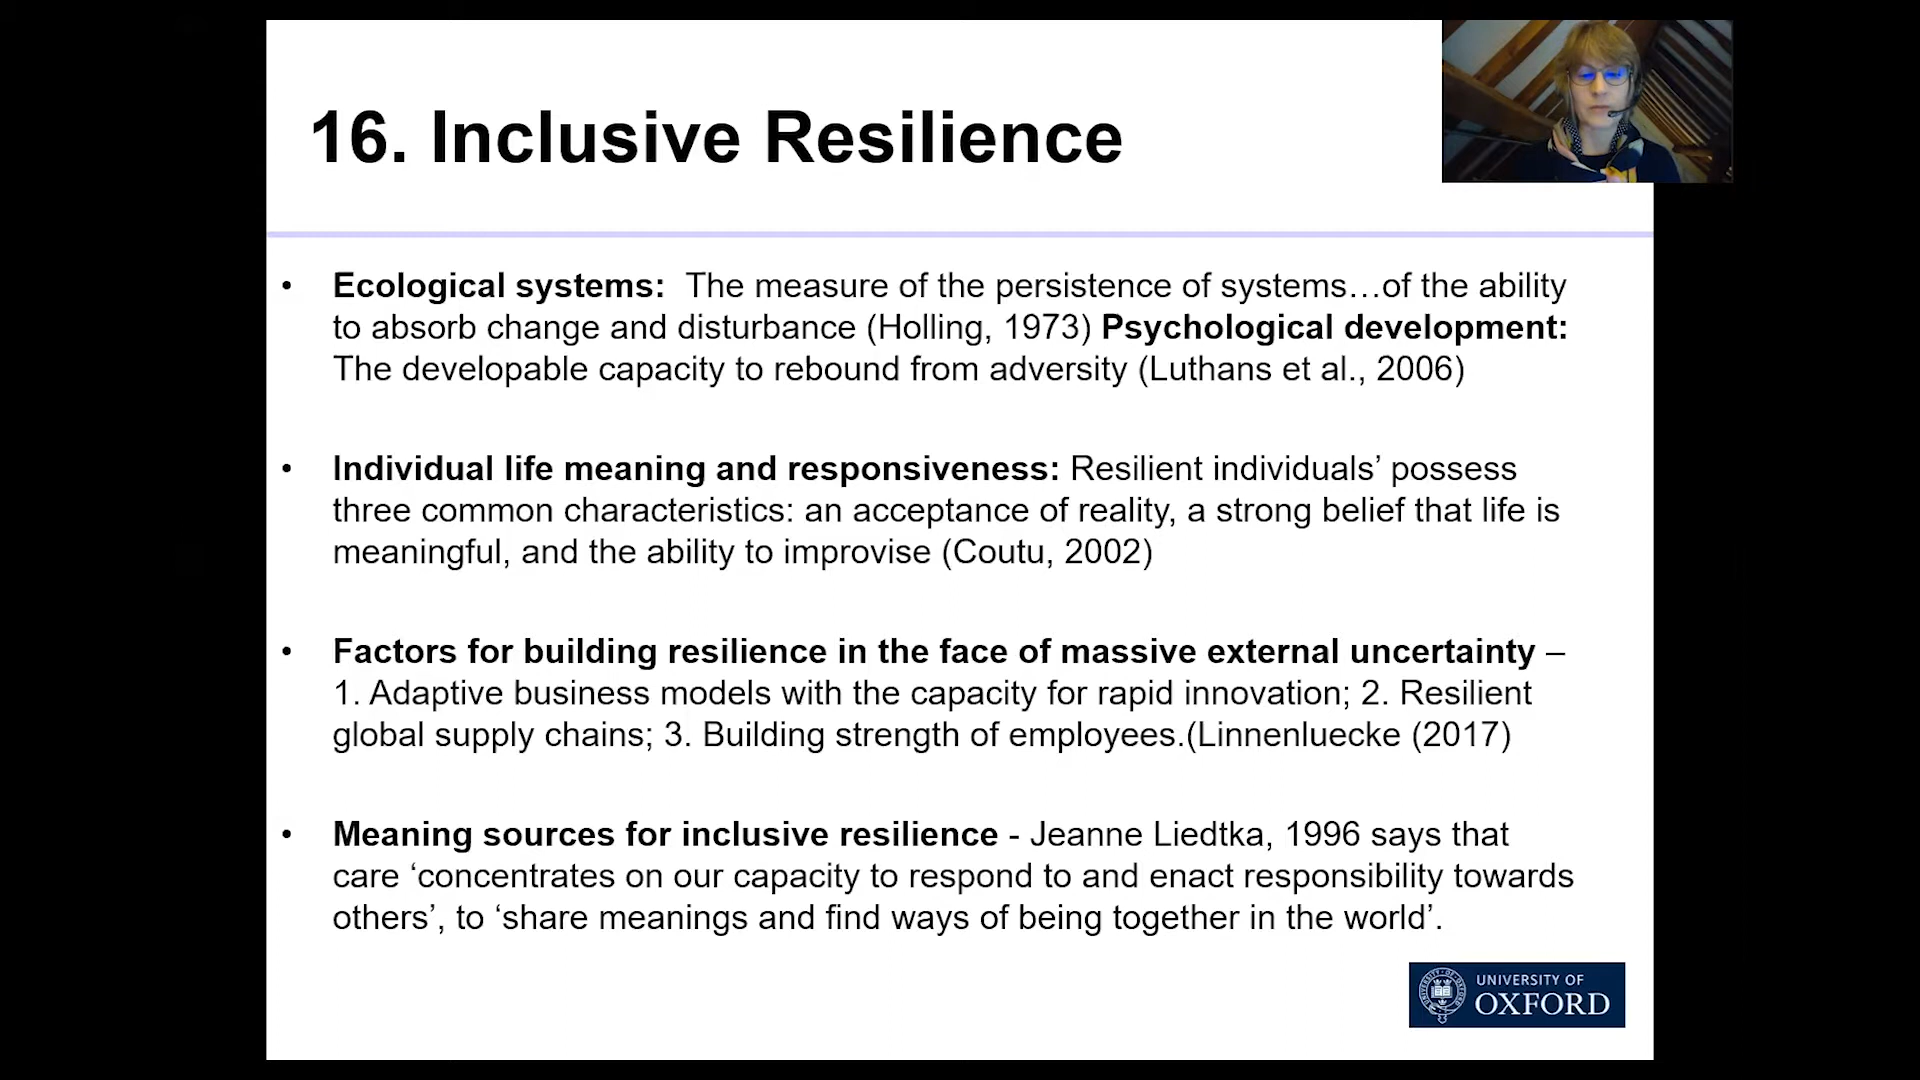 16. Inclusive Resilience
• Ecological systems:  The measure of the persistence of systems…of the ability
to absorb change and disturbance (Holling, 1973) Psychological development:
The developable capacity to rebound from adversity (Luthans et al., 2006)
• Individual life meaning and responsiveness: Resilient individuals’ possess
three common characteristics: an acceptance of reality, a strong belief that life is
meaningful, and the ability to improvise (Coutu, 2002)
• Factors for building resilience in the face of massive external uncertainty –
1. Adaptive business models with the capacity for rapid innovation; 2. Resilient
global supply chains; 3. Building strength of employees.(Linnenluecke (2017)
• Meaning sources for inclusive resilience - Jeanne Liedtka, 1996 says that
care ‘concentrates on our capacity to respond to and enact responsibility towards
others’, to ‘share meanings and find ways of being together in the world’.
UNIVERSITY OF
OXFORD